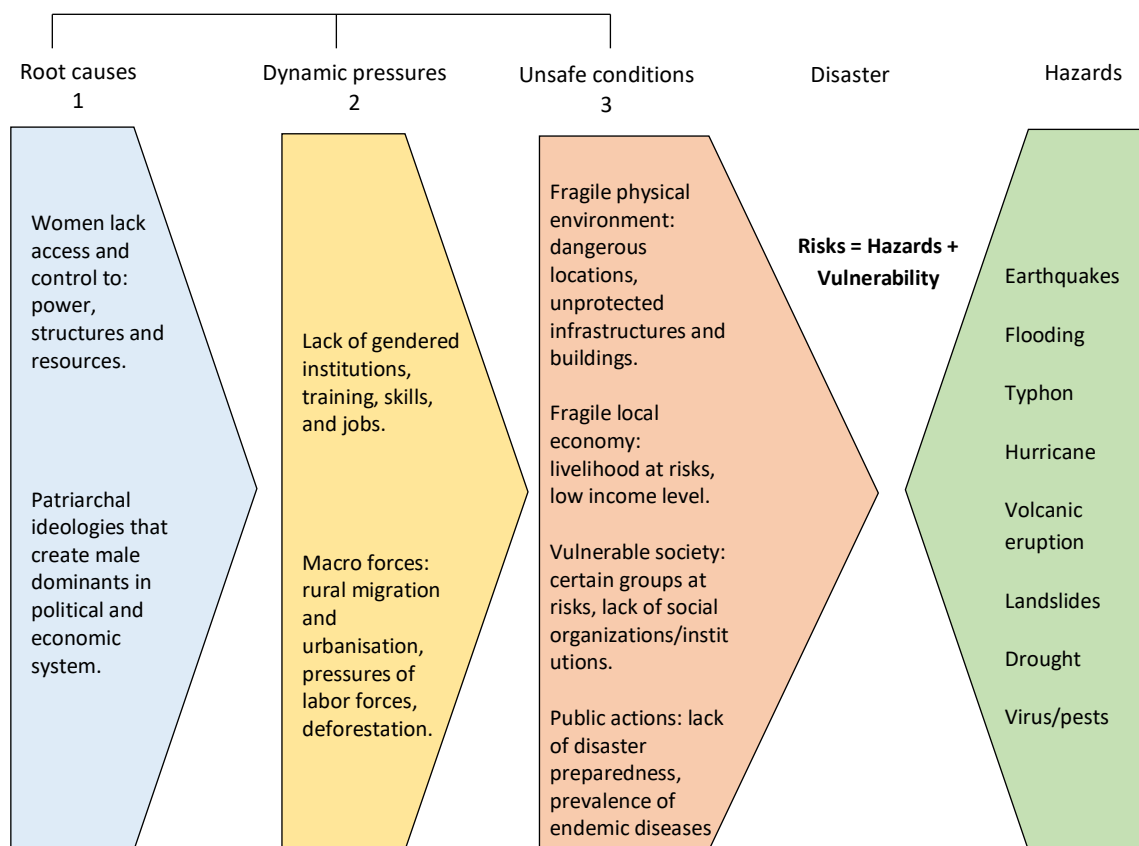 Root causes
1
Dynamic pressures
2
Unsafe conditions
3
Disaster
Hazards
Women lack
access and
control to:
power,
structures and
resources.
Patriarchal
ideologies that
create male
dominants in
political and
economic
system.
Lack of gendered
institutions,
training, skills,
and jobs.
Macro forces:
rural migration
and
urbanisation,
pressures of
labor forces,
deforestation.
Fragile physical
environment:
dangerous
locations,
unprotected
infrastructures and
buildings.
Fragile local
economy:
livelihood at risks,
low income level.
Vulnerable society:
certain groups at
risks, lack of social
organizations/instit
utions.
Public actions: lack
of disaster
preparedness,
prevalence of
endemic diseases
Risks = Hazards +
Vulnerability
Earthquakes
Flooding
Typhon
Hurricane
Volcanic
eruption
Landslides
Drought
Virus/pests